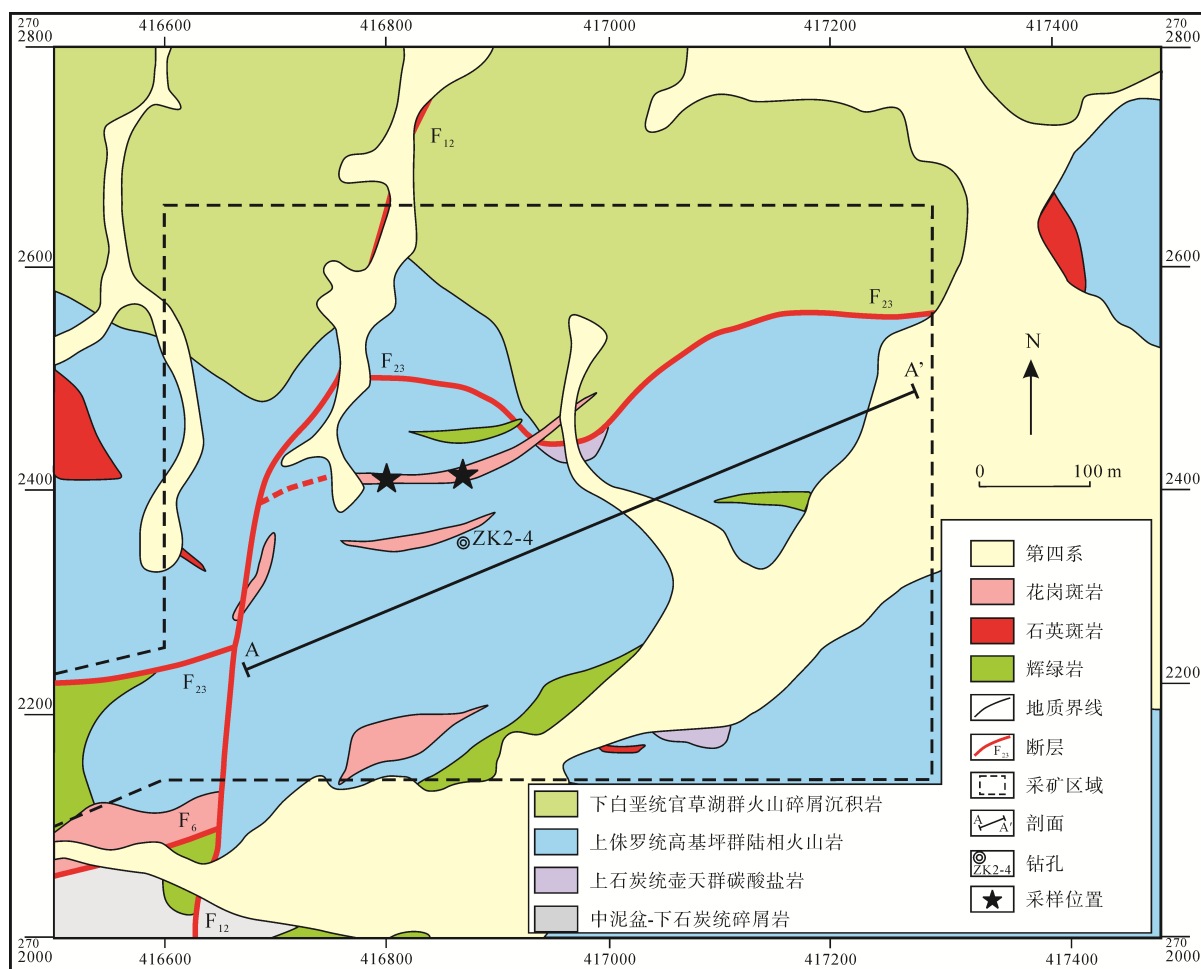 416600 416800 417000 417200 417400
270
2800
270
2800
2600
2600
2400
2400
2200
2200
270
2000
270
2000
F12
F23
F23
A'
N
0 100 m
ZK2-4
A
F23
F6
F12
第四系
花岗斑岩
石英斑岩
辉绿岩
地质界线
F23 断层
采矿区域
A A' 剖面
ZK2-4 钻孔
采样位置
下白垩统官草湖群火山碎屑沉积岩
上侏罗统高基坪群陆相火山岩
上石炭统壶天群碳酸盐岩
中泥盆-下石炭统碎屑岩
416600 416800 417000 417200 417400